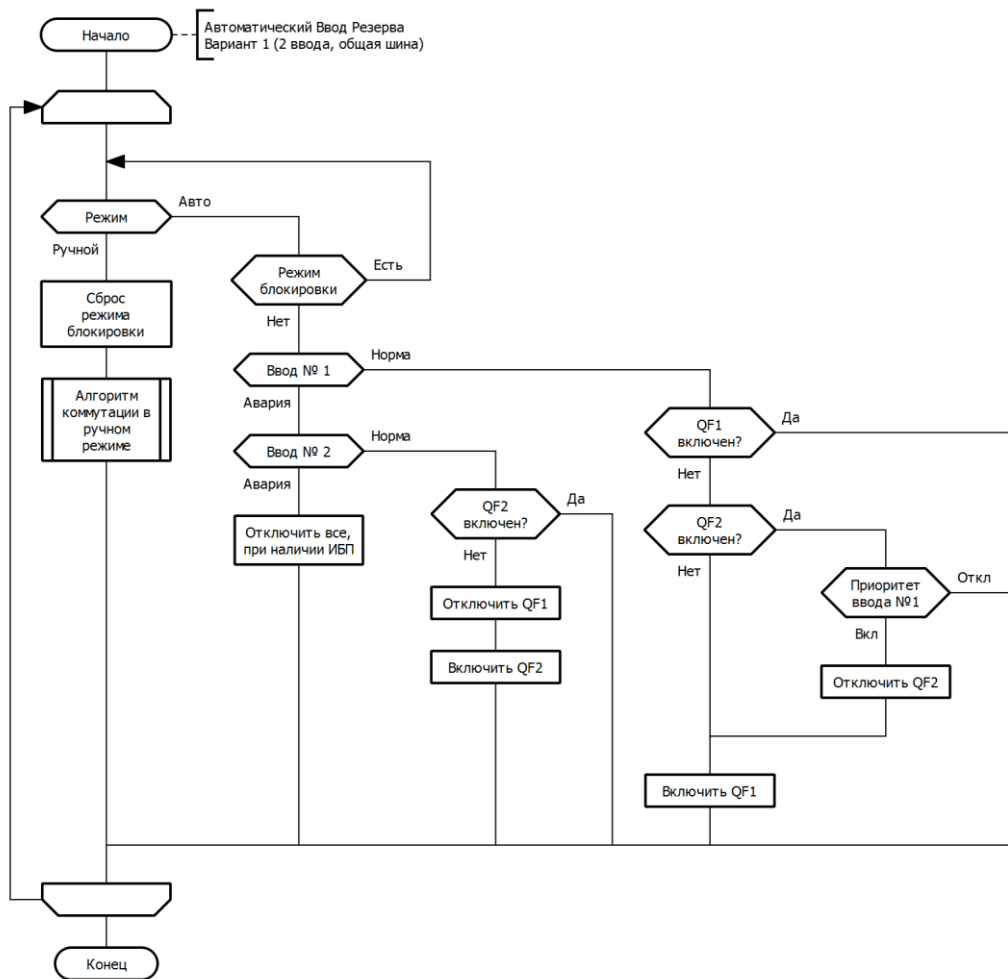 Начало
Автоматический Ввод Резерва
Вариант 1 (2 ввода, общая шина)
Режим
Авто
Ручной
Режим
блокировки
Есть
Нет
Сброс
режима
блокировки
Алгоритм
коммутации в
ручном
режиме
Ввод № 1
Норма
Авария
Ввод № 2
Норма
Авария
Отключить все,
при наличии ИБП
QF2
включен?
Да
Нет
Отключить QF1
Включить QF2
QF1
включен?
Да
Нет
QF2
включен?
Да
Нет
Приоритет
ввода №1
Откл
Вкл
Отключить QF2
Включить QF1
Конец